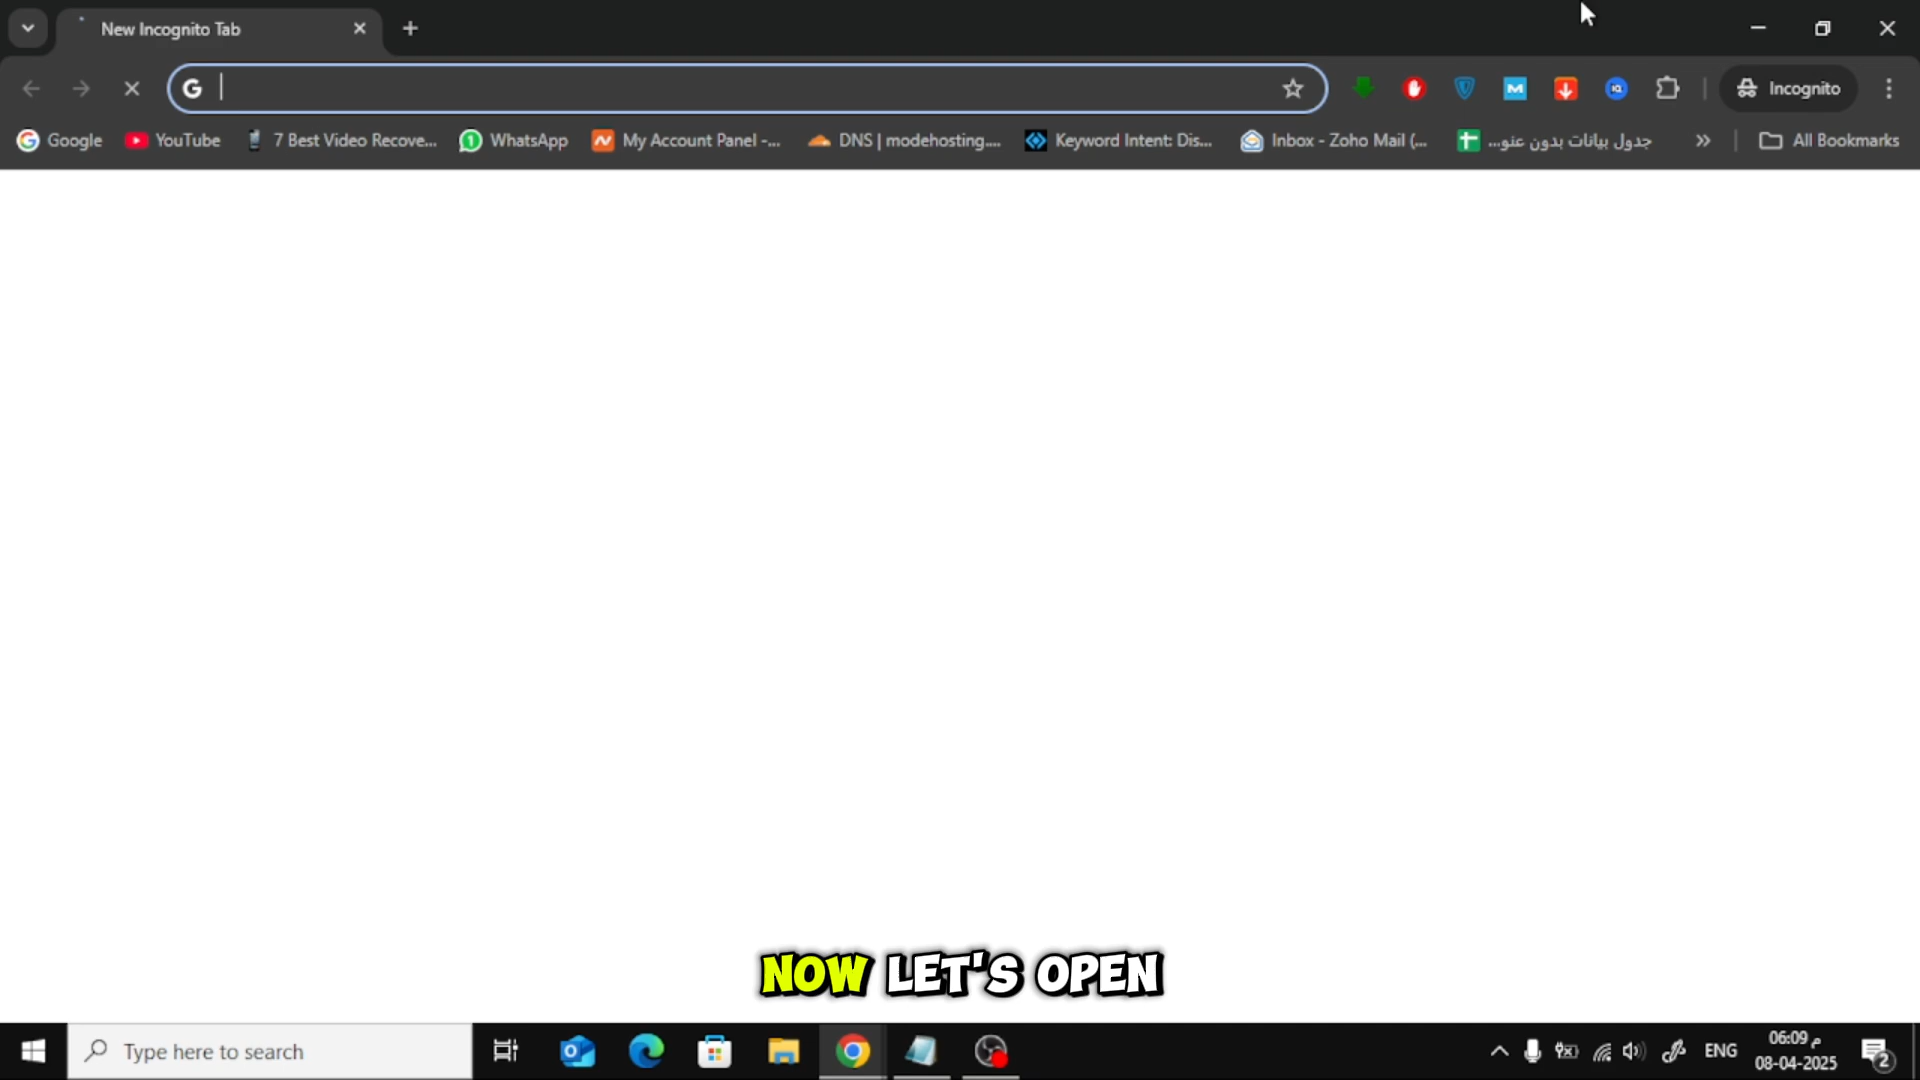 New Incognito Tab
Incognito
Google
YouTube
7 Best Video Recove...
WhatsApp
My Account Panel -...
DNS | modehosting....
Keyword Intent: Dis...
Inbox - Zoho Mail (...
جدول بيانات بدون عنو...
All Bookmarks
NOW LET'S OPEN
Type here to search
ENG
06:09 م
08-04-2025
2